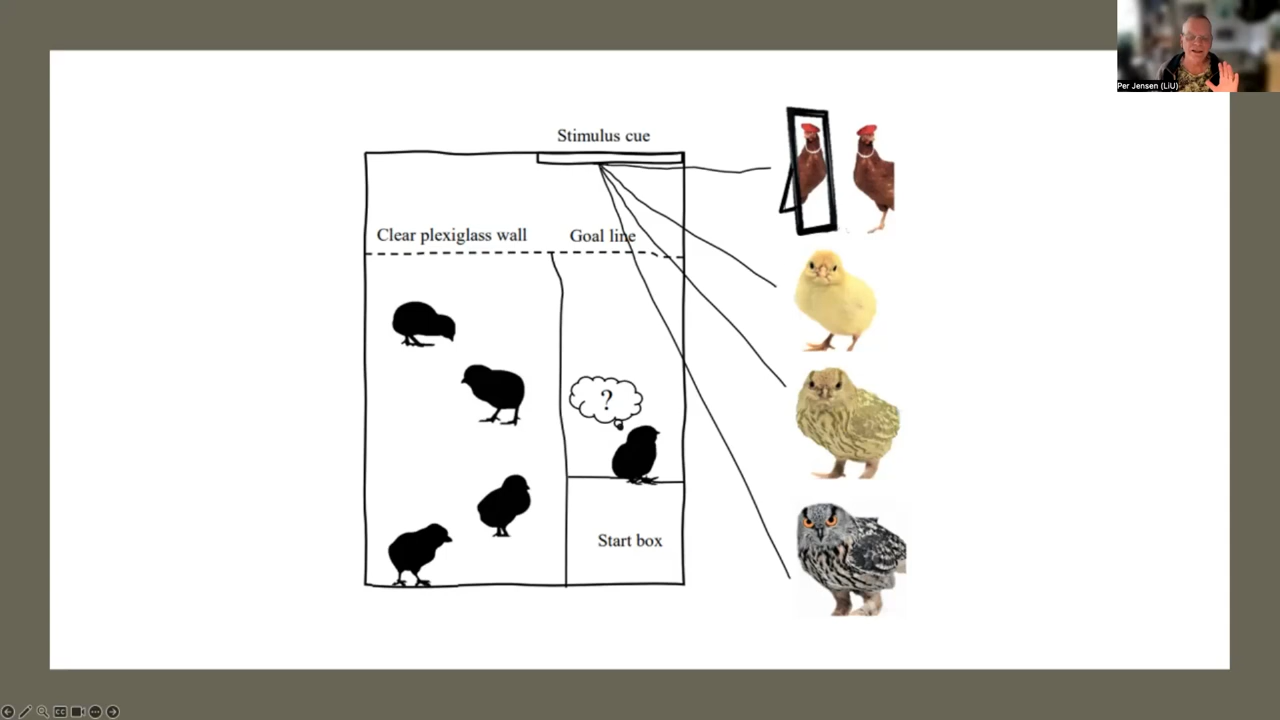 Per Jensen (LiU)
Stimulus cue
Clear plexiglass wall
Goal line
?
Start box